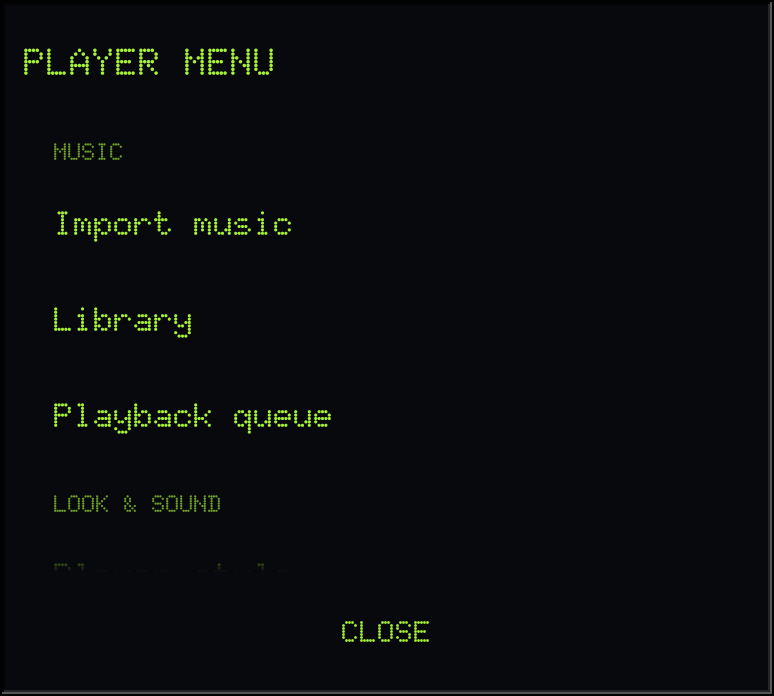 PLAYER MENU
MUSIC
Import music
Library
Playback queue
LOOK & SOUND
CLOSE